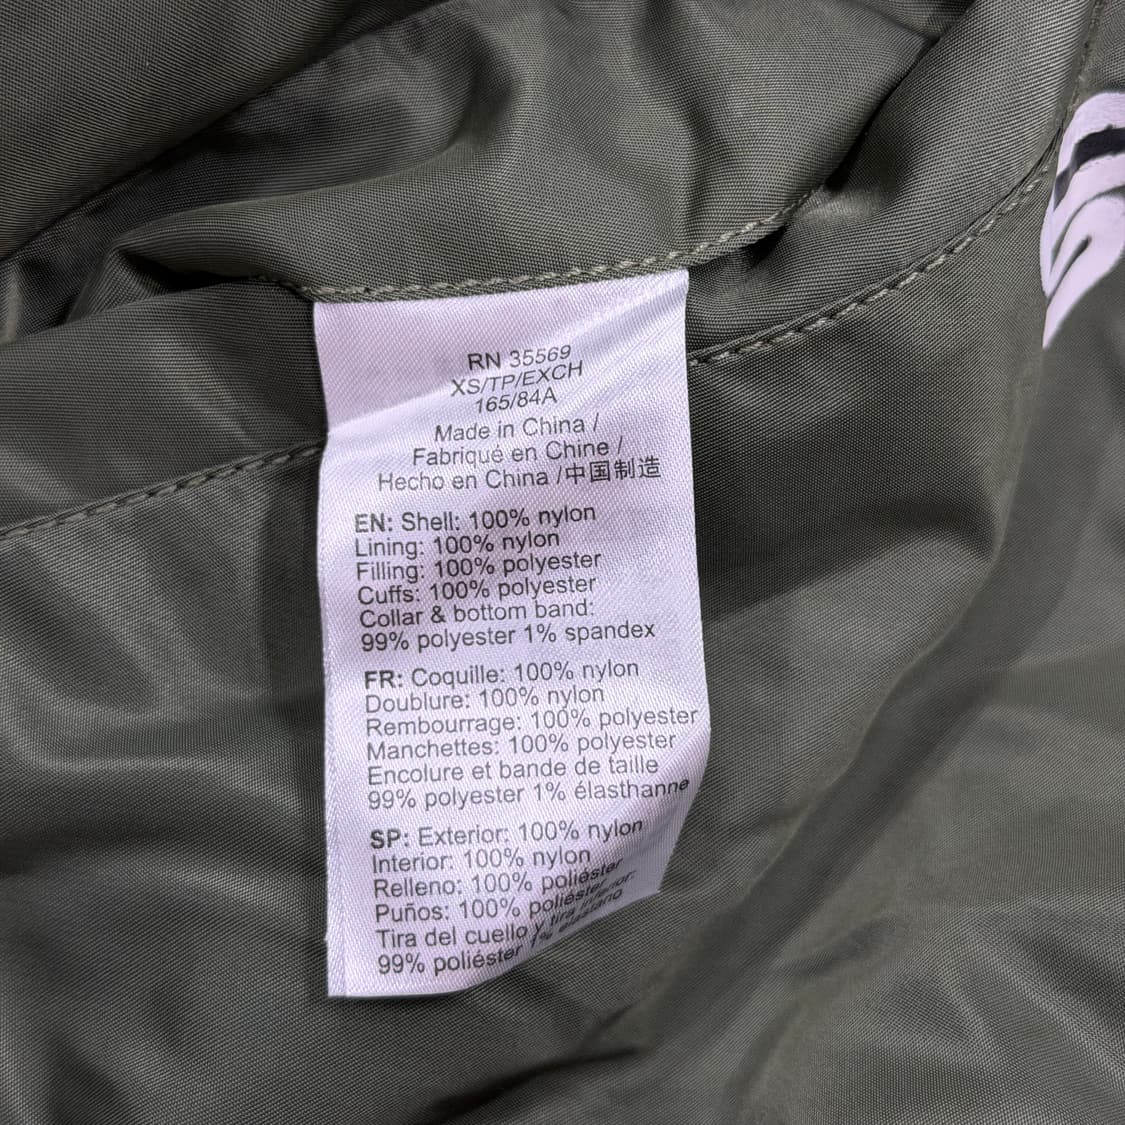 RN 35569
XS/TP/EXCH
165/84A
Made in China /
Fabriqué en Chine /
Hecho en China /中国制造
EN: Shell: 100% nylon
Lining: 100% nylon
Filling: 100% polyester
Cuffs: 100% polyester
Collar & bottom band:
99% polyester 1% spandex
FR: Coquille: 100% nylon
Doublure: 100% nylon
Rembourrage: 100% polyester
Manchettes: 100% polyester
Encolure et bande de taille
99% polyester 1% élasthanne
SP: Exterior: 100% nylon
Interior: 100% nylon
Relleno: 100% poliéster
Puños: 100% poliéster
Tira del cuello y tira inferior:
99% poliéster 1% elastano